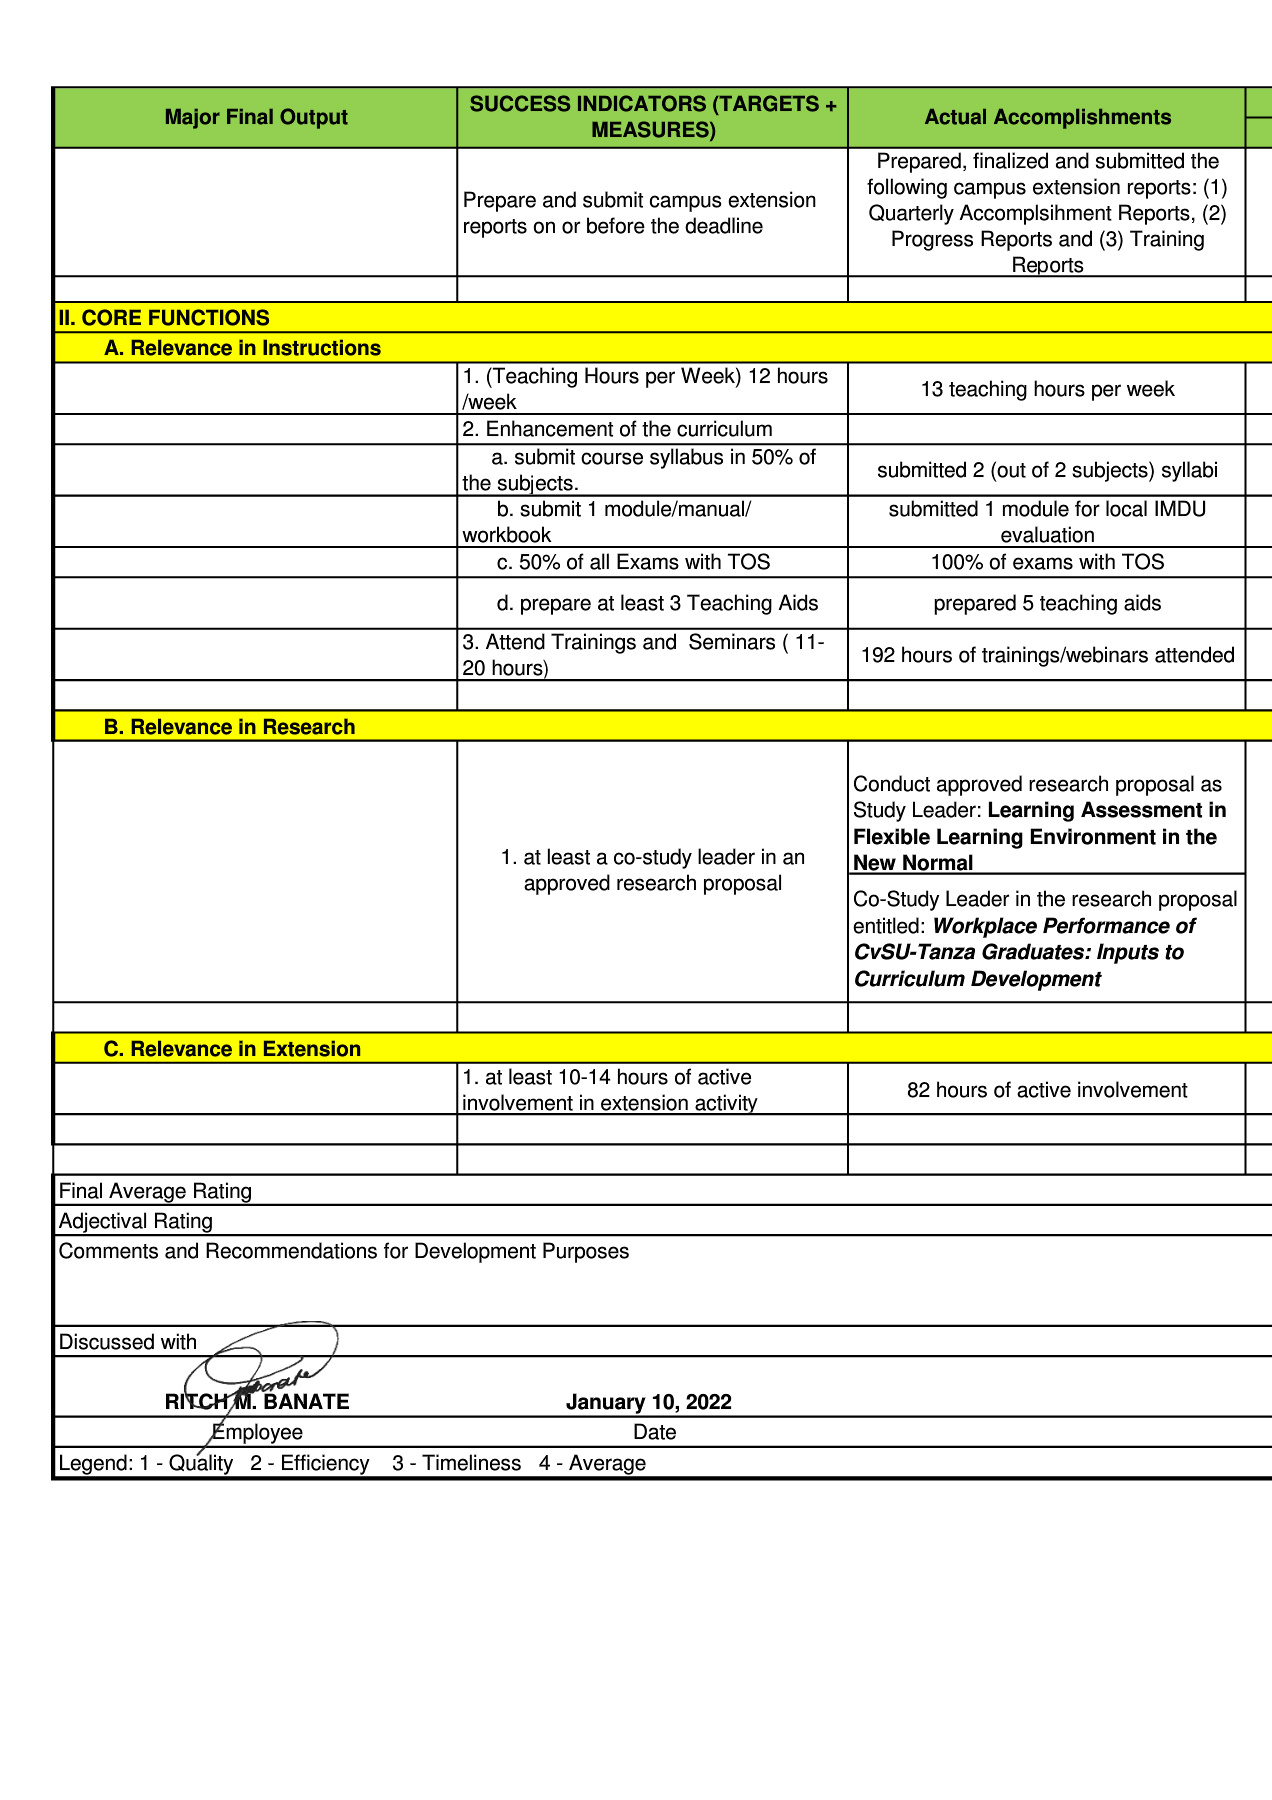 Major Final Output
SUCCESS INDICATORS (TARGETS +
MEASURES)
Actual Accomplishments
Prepare and submit campus extension
reports on or before the deadline
Prepared, finalized and submitted the
following campus extension reports: (1)
Quarterly Accomplsihment Reports, (2)
Progress Reports and (3) Training
Reports
II. CORE FUNCTIONS
A. Relevance in Instructions
1. (Teaching Hours per Week) 12 hours
/week
13 teaching hours per week
2. Enhancement of the curriculum
a. submit course syllabus in 50% of
the subjects.
submitted 2 (out of 2 subjects) syllabi
b. submit 1 module/manual/
workbook
submitted 1 module for local IMDU
evaluation
c. 50% of all Exams with TOS
100% of exams with TOS
d. prepare at least 3 Teaching Aids
prepared 5 teaching aids
3. Attend Trainings and  Seminars ( 11-
20 hours)
192 hours of trainings/webinars attended
B. Relevance in Research
1. at least a co-study leader in an
approved research proposal
Conduct approved research proposal as
Study Leader: Learning Assessment in
Flexible Learning Environment in the
New Normal
Co-Study Leader in the research proposal
entitled: Workplace Performance of
CvSU-Tanza Graduates: Inputs to
Curriculum Development
C. Relevance in Extension
1. at least 10-14 hours of active
involvement in extension activity
82 hours of active involvement
Final Average Rating
Adjectival Rating
Comments and Recommendations for Development Purposes
Discussed with
RITCH M. BANATE
January 10, 2022
Employee
Date
Legend: 1 - Quality   2 - Efficiency    3 - Timeliness   4 - Average